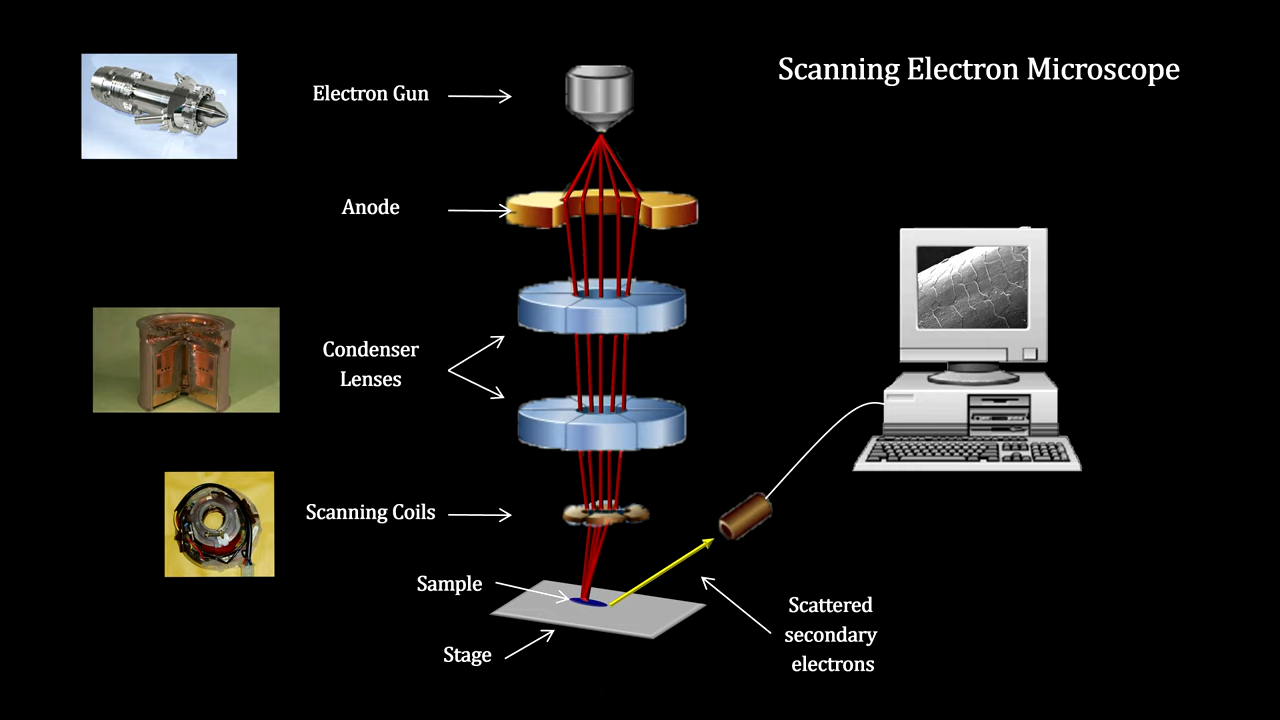 Scanning Electron Microscope
Electron Gun
Anode
Condenser
Lenses
Scanning Coils
Sample
Stage
Scattered
secondary
electrons